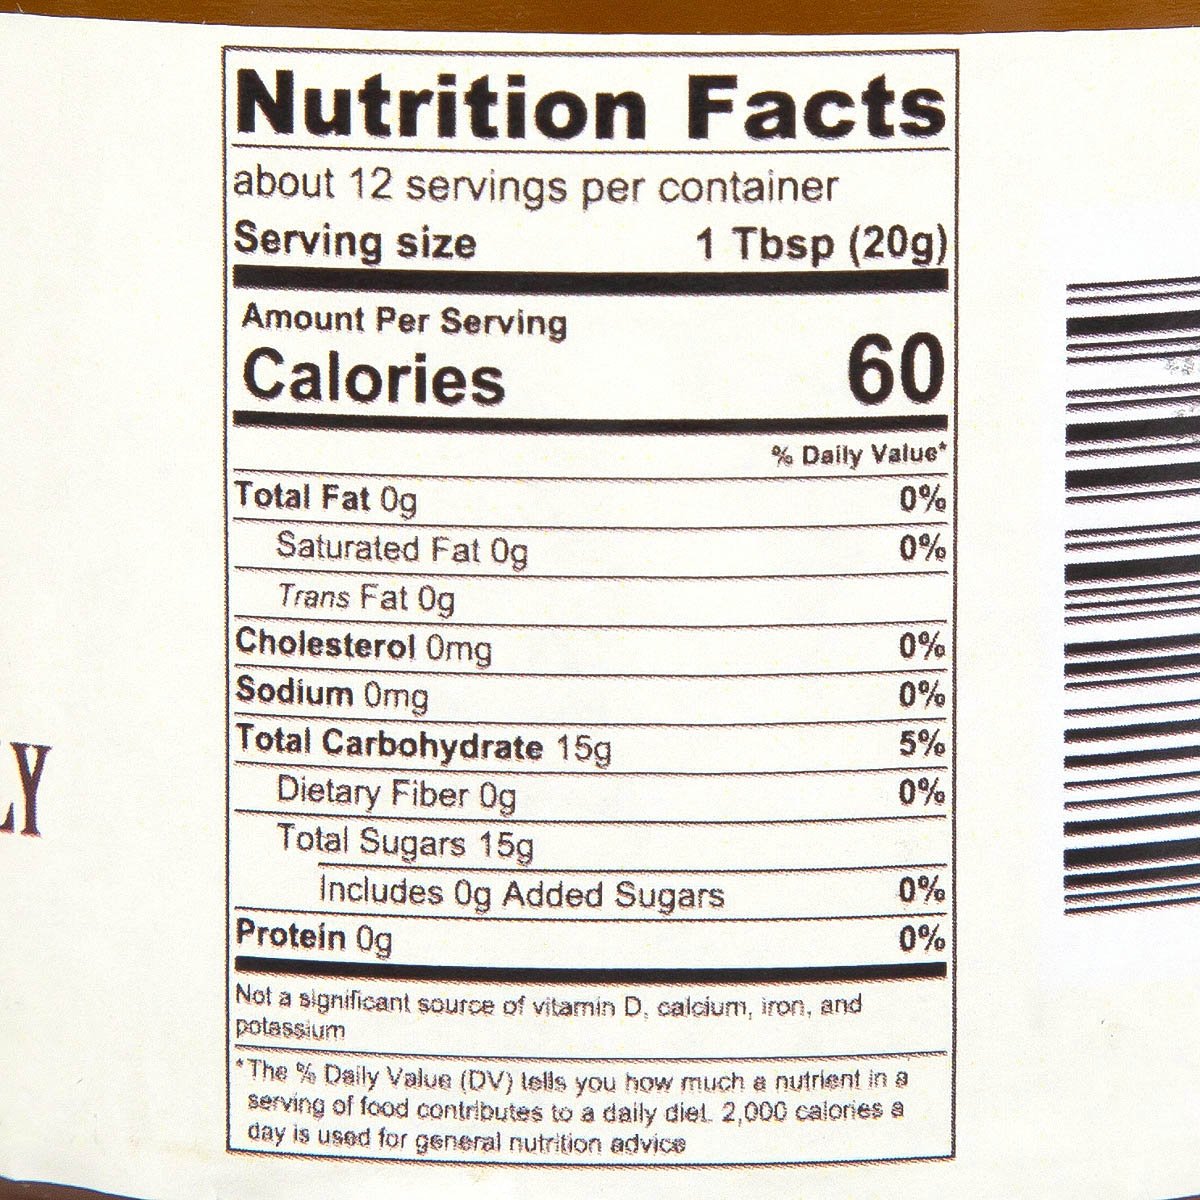 Nutrition Facts
about 12 servings per container
Serving size 1 Tbsp (20g)
Amount Per Serving
Calories 60
% Daily Value*
Total Fat 0g 0%
Saturated Fat 0g 0%
Trans Fat 0g
Cholesterol 0mg 0%
Sodium 0mg 0%
Total Carbohydrate 15g 5%
Dietary Fiber 0g 0%
Total Sugars 15g
Includes 0g Added Sugars 0%
Protein 0g 0%
Not a significant source of vitamin D, calcium, iron, and
potassium
*The % Daily Value (DV) tells you how much a nutrient in a
serving of food contributes to a daily diet. 2,000 calories a
day is used for general nutrition advice